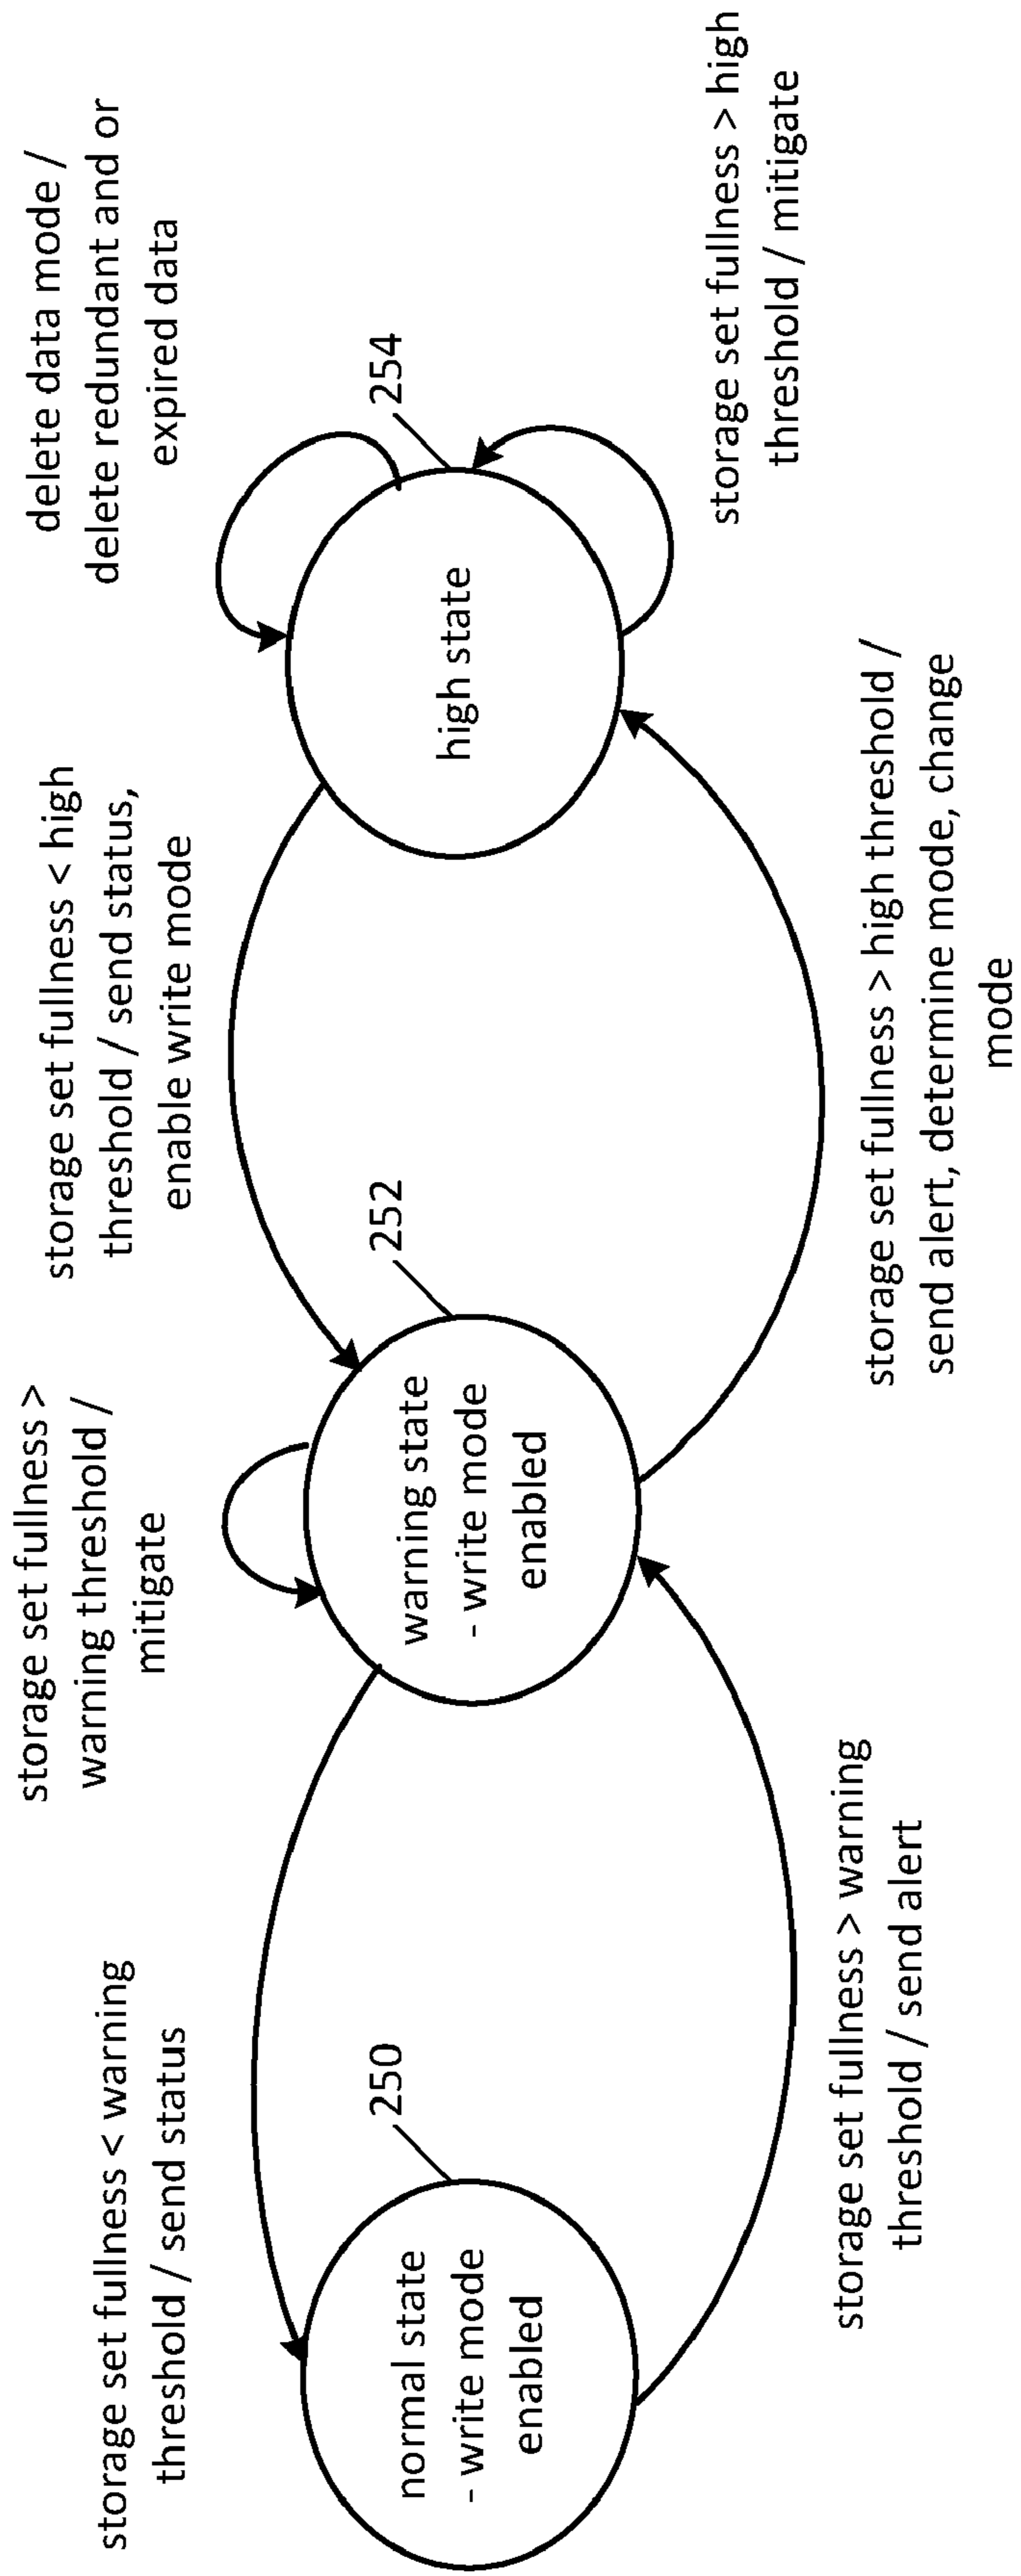 storage set fullness < warning
threshold / send status
250
normal state
- write mode
enabled
storage set fullness > warning
threshold / send alert
storage set fullness >
warning threshold /
mitigate
252
warning state
- write mode
enabled
storage set fullness < high
threshold / send status,
enable write mode
storage set fullness > high threshold /
send alert, determine mode, change
mode
delete data mode /
delete redundant and or
expired data
254
high state
storage set fullness > high
threshold / mitigate